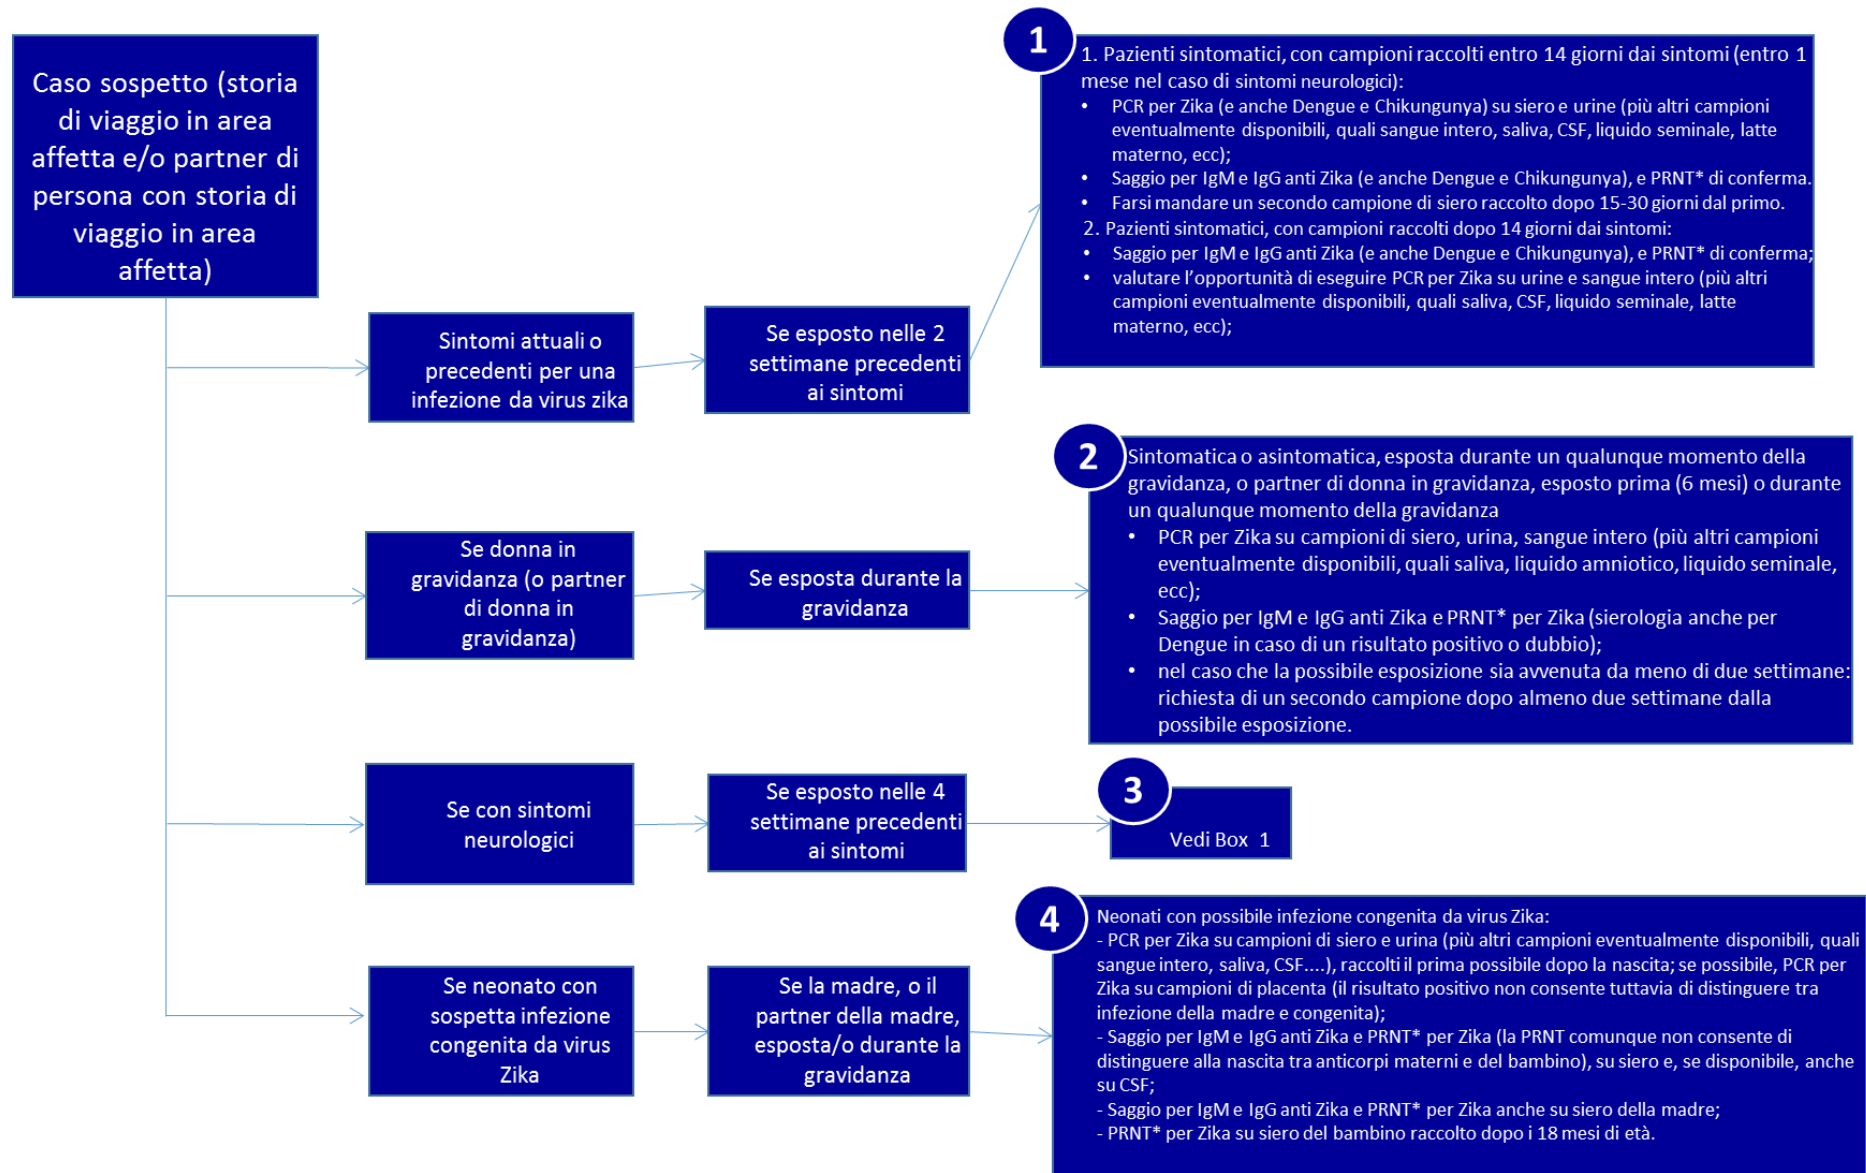 Caso sospetto (storia
di viaggio in area
affetta e/o partner di
persona con storia di
viaggio in area
affetta)
Sintomi attuali o
precedenti per una
infezione da virus zika
Se esposto nelle 2
settimane precedenti
ai sintomi
1
1. Pazienti sintomatici, con campioni raccolti entro 14 giorni dai sintomi (entro 1
mese nel caso di sintomi neurologici):
• PCR per Zika (e anche Dengue e Chikungunya) su siero e urine (più altri campioni
eventualmente disponibili, quali sangue intero, saliva, CSF, liquido seminale, latte
materno, ecc);
• Saggio per IgM e IgG anti Zika (e anche Dengue e Chikungunya), e PRNT* di conferma.
• Farsi mandare un secondo campione di siero raccolto dopo 15-30 giorni dal primo.
2. Pazienti sintomatici, con campioni raccolti dopo 14 giorni dai sintomi:
• Saggio per IgM e IgG anti Zika (e anche Dengue e Chikungunya), e PRNT* di conferma;
• valutare l'opportunità di eseguire PCR per Zika su urine e sangue intero (più altri
campioni eventualmente disponibili, quali saliva, CSF, liquido seminale, latte
materno, ecc);
Se donna in
gravidanza (o partner
di donna in
gravidanza)
Se esposta durante la
gravidanza
2
Sintomatica o asintomatica, esposta durante un qualunque momento della
gravidanza, o partner di donna in gravidanza, esposto prima (6 mesi) o durante
un qualunque momento della gravidanza
• PCR per Zika su campioni di siero, urina, sangue intero (più altri campioni
eventualmente disponibili, quali saliva, liquido amniotico, liquido seminale,
ecc);
• Saggio per IgM e IgG anti Zika e PRNT* per Zika (sierologia anche per
Dengue in caso di un risultato positivo o dubbio);
• nel caso che la possibile esposizione sia avvenuta da meno di due settimane:
richiesta di un secondo campione dopo almeno due settimane dalla
possibile esposizione.
Se con sintomi
neurologici
Se esposto nelle 4
settimane precedenti
ai sintomi
3
Vedi Box 1
Se neonato con
sospetta infezione
congenita da virus
Zika
Se la madre, o il
partner della madre,
esposta/o durante la
gravidanza
4
Neonati con possibile infezione congenita da virus Zika:
- PCR per Zika su campioni di siero e urina (più altri campioni eventualmente disponibili, quali
sangue intero, saliva, CSF....), raccolti il prima possibile dopo la nascita; se possibile, PCR per
Zika su campioni di placenta (il risultato positivo non consente tuttavia di distinguere tra
infezione della madre e congenita);
- Saggio per IgM e IgG anti Zika e PRNT* per Zika (la PRNT comunque non consente di
distinguere alla nascita tra anticorpi materni e del bambino), su siero e, se disponibile, anche
su CSF;
- Saggio per IgM e IgG anti Zika e PRNT* per Zika anche su siero della madre;
- PRNT* per Zika su siero del bambino raccolto dopo i 18 mesi di età.